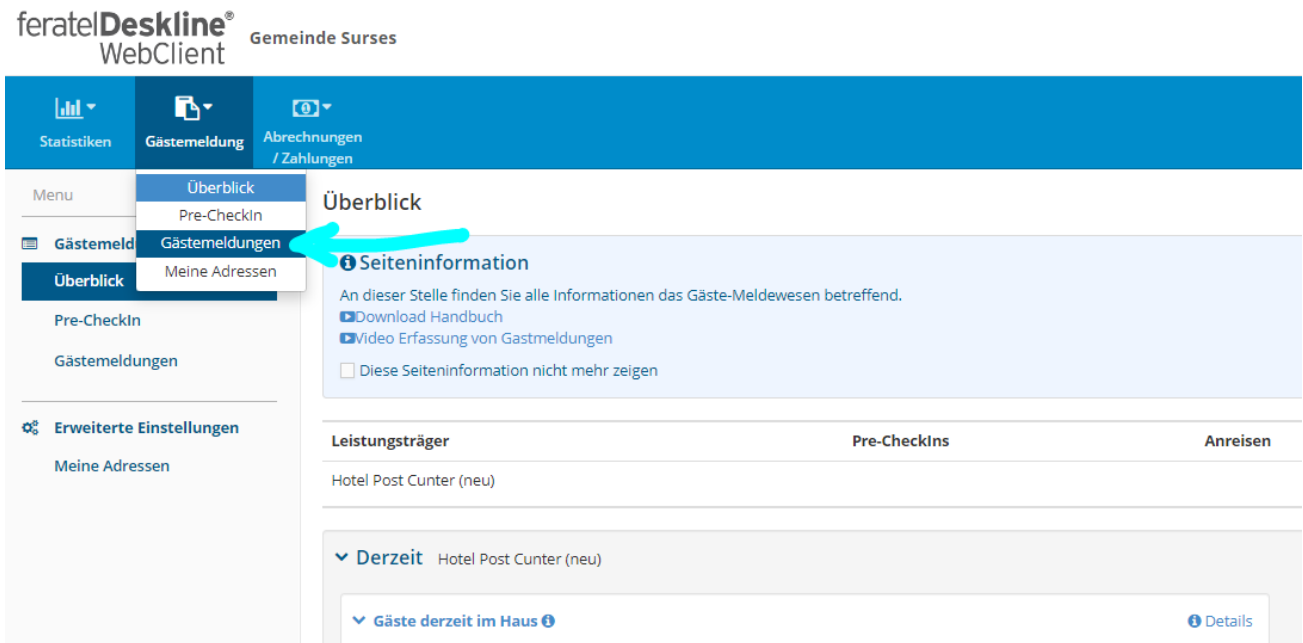 feratelDeskline®
WebClient
Gemeinde Surses
Statistiken
Gästemeldung
Abrechnungen
/ Zahlungen
Überblick
Pre-CheckIn
Gästemeldungen
Meine Adressen
Menu
Gästemeld
Überblick
Pre-CheckIn
Gästemeldungen
Erweiterte Einstellungen
Meine Adressen
Überblick
Seiteninformation
An dieser Stelle finden Sie alle Informationen das Gäste-Meldewesen betreffend.
Download Handbuch
Video Erfassung von Gastmeldungen
Diese Seiteninformation nicht mehr zeigen
Leistungsträger Pre-CheckIns Anreisen
Hotel Post Cunter (neu)
Derzeit Hotel Post Cunter (neu)
Gäste derzeit im Haus Details